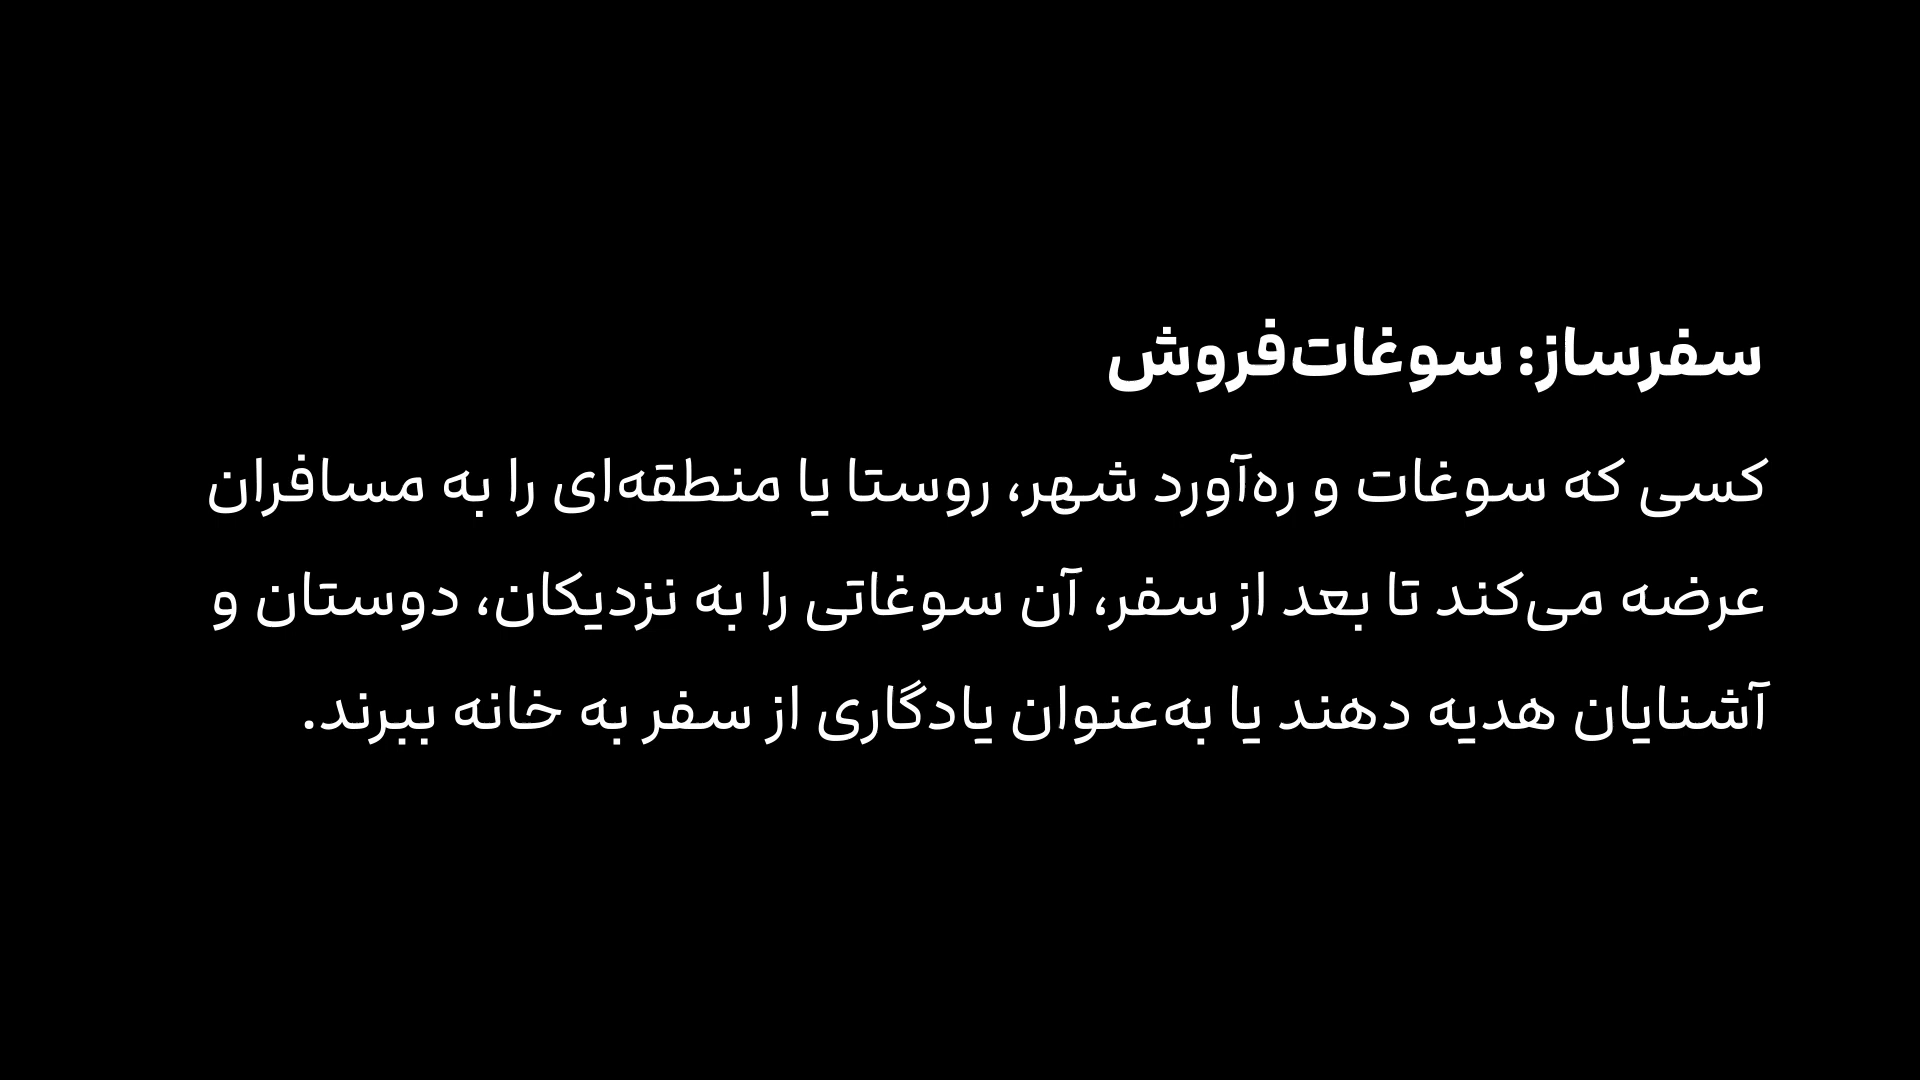 سفرساز: سوغات‌فروش
کسی که سوغات و ره‌آورد شهر، روستا یا منطقه‌ای را به مسافران
عرضه می‌کند تا بعد از سفر، آن سوغاتی را به نزدیکان، دوستان و
آشنایان هدیه دهند یا به‌عنوان یادگاری از سفر به خانه ببرند.